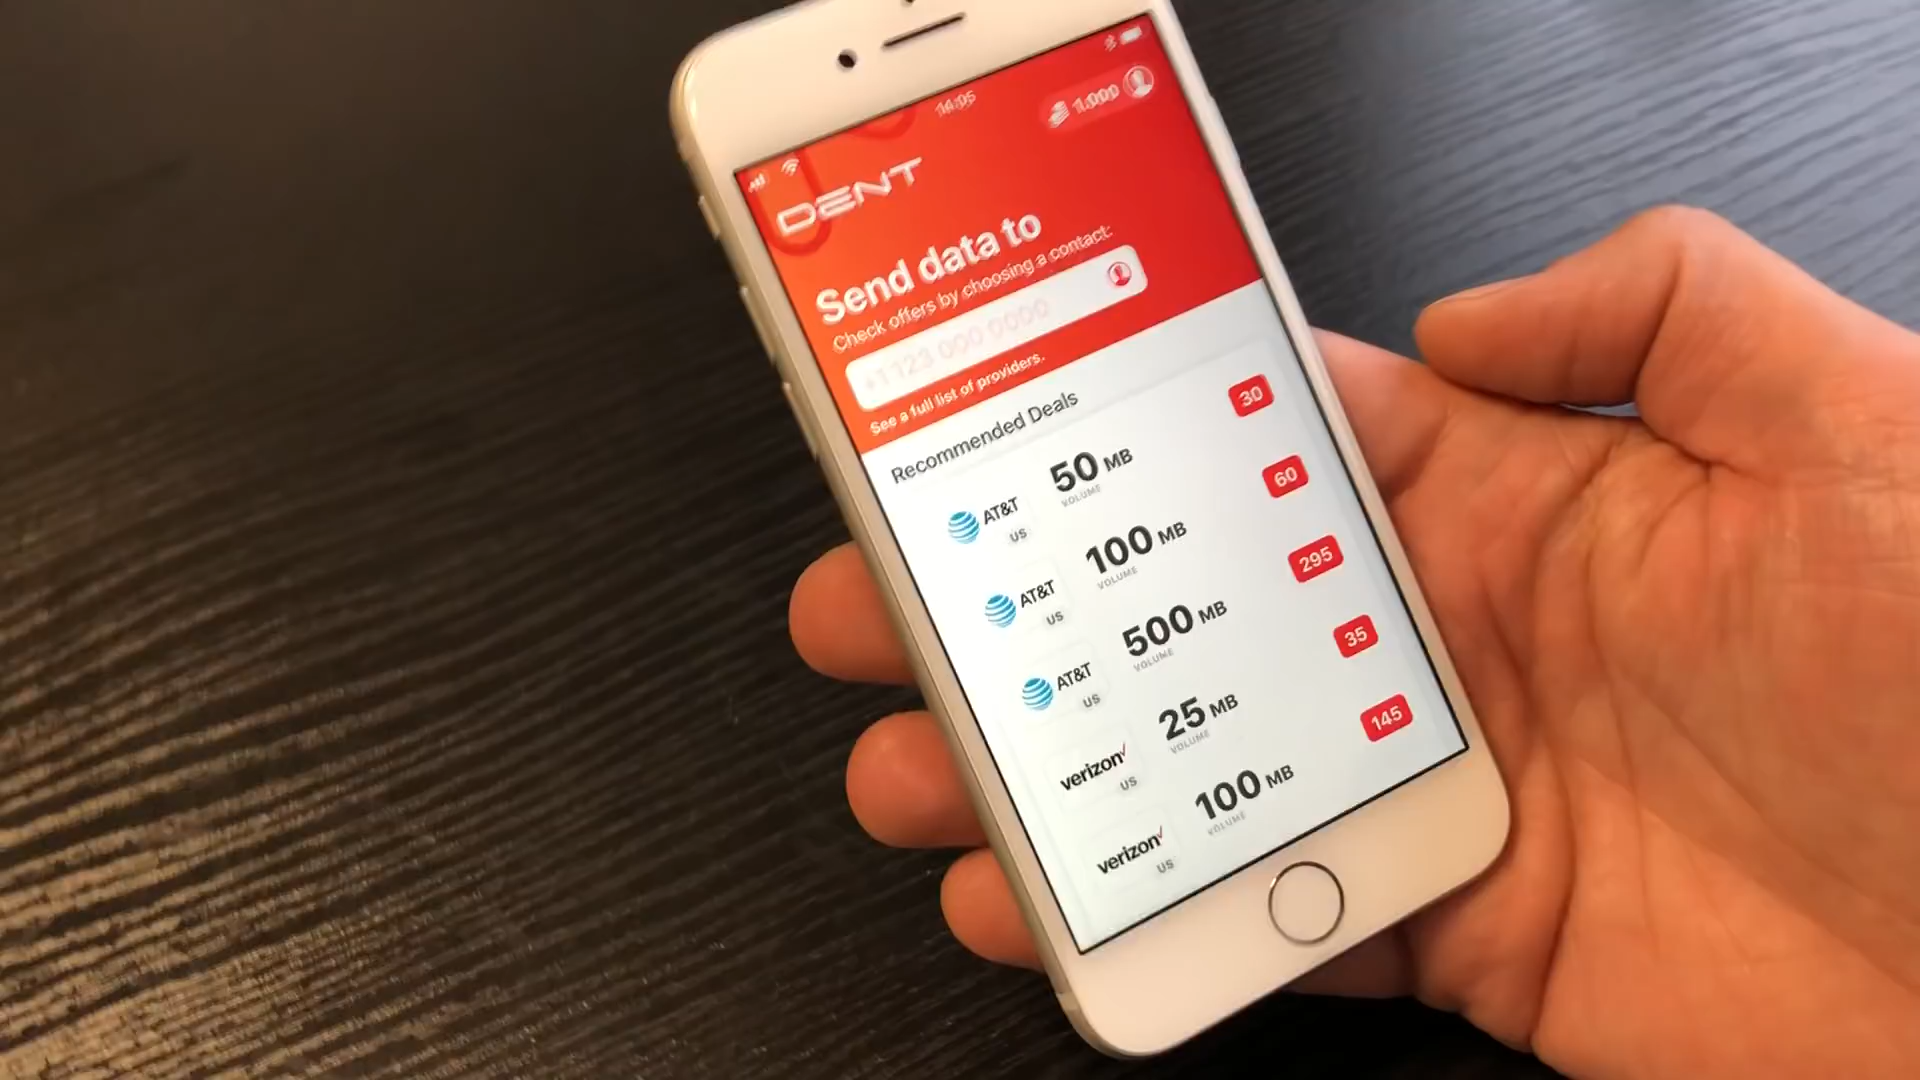 14:05
1.000
DENT
Send data to
Check offers by choosing a contact:
+1 123 000 0000
See a full list of providers.
Recommended Deals
AT&T US 50 MB VOLUME 30
AT&T US 100 MB VOLUME 60
AT&T US 500 MB VOLUME 295
verizon US 25 MB VOLUME 35
verizon US 100 MB VOLUME 145